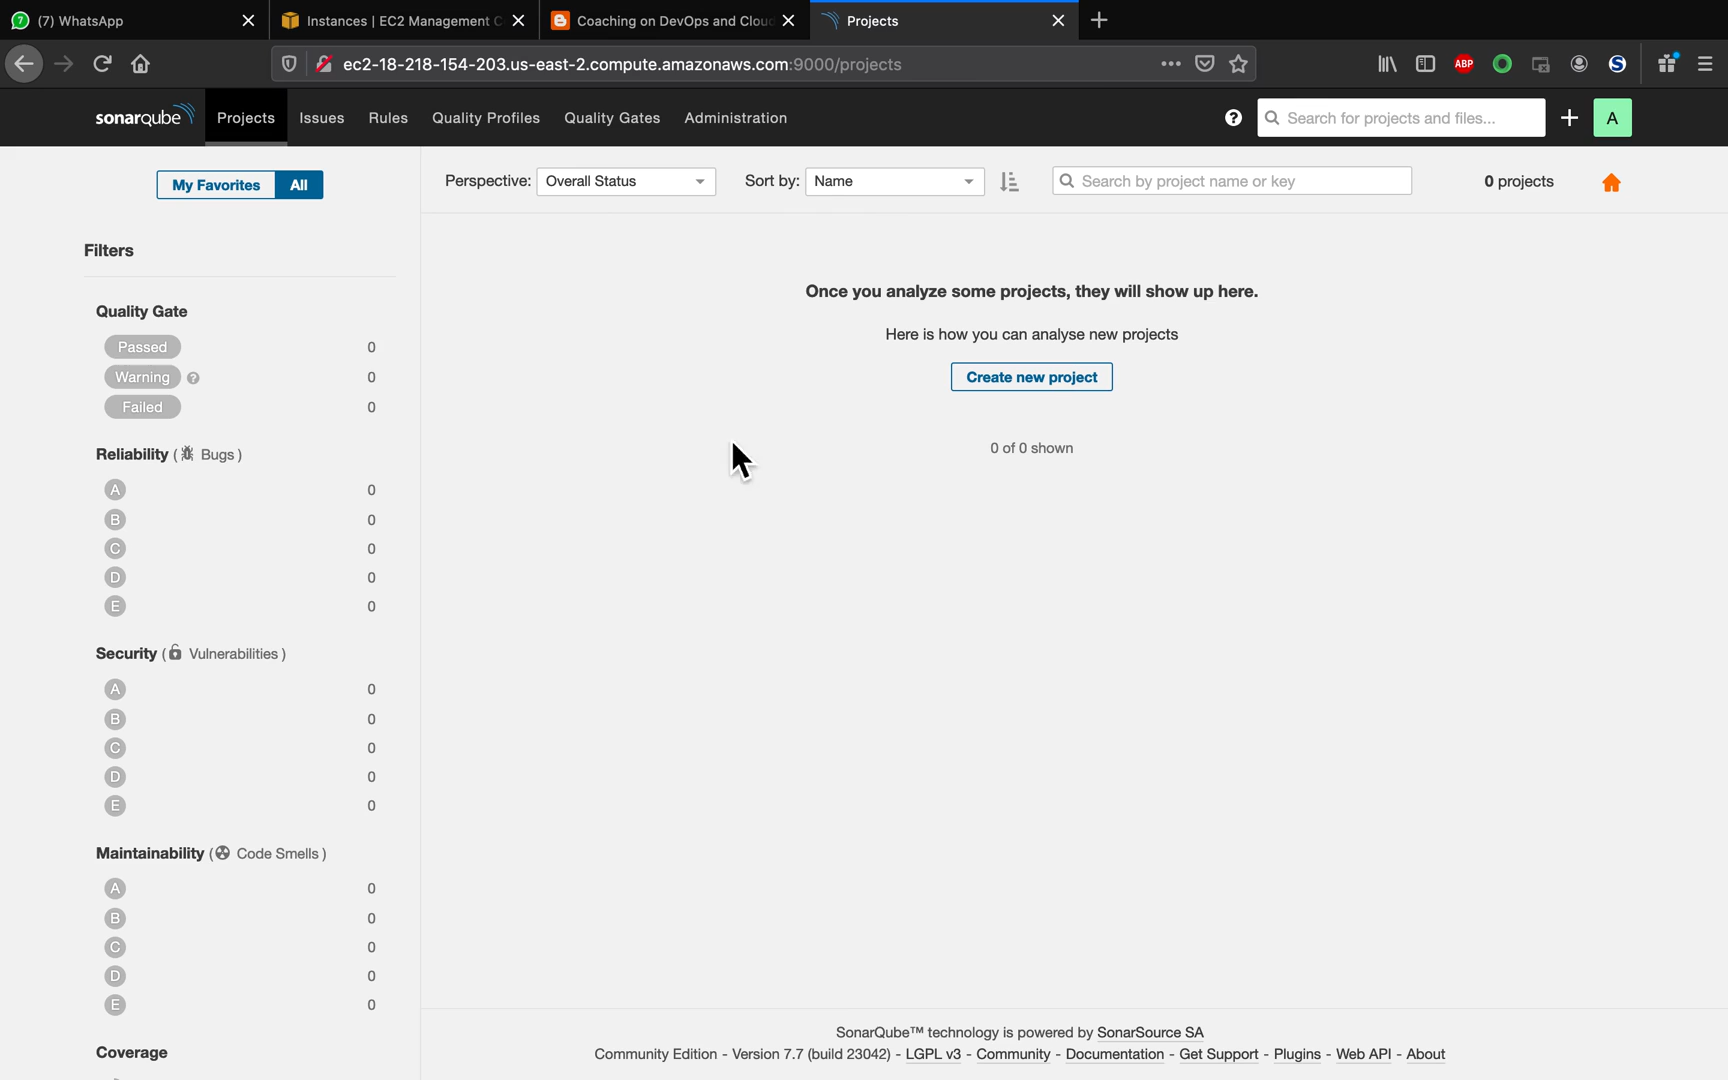 (7) WhatsApp
Instances | EC2 Management C
Coaching on DevOps and Clou
Projects
ec2-18-218-154-203.us-east-2.compute.amazonaws.com:9000/projects
ABP
S
sonarqube
Projects
Issues
Rules
Quality Profiles
Quality Gates
Administration
?
Search for projects and files...
A
My Favorites
All
Perspective:
Overall Status
Sort by:
Name
Search by project name or key
0 projects
Filters
Once you analyze some projects, they will show up here.
Here is how you can analyse new projects
Create new project
0 of 0 shown
Quality Gate
Passed 0
Warning ? 0
Failed 0
Reliability ( Bugs )
A 0
B 0
C 0
D 0
E 0
Security ( Vulnerabilities )
A 0
B 0
C 0
D 0
E 0
Maintainability ( Code Smells )
A 0
B 0
C 0
D 0
E 0
Coverage
SonarQube™ technology is powered by SonarSource SA
Community Edition - Version 7.7 (build 23042) - LGPL v3 - Community - Documentation - Get Support - Plugins - Web API - About